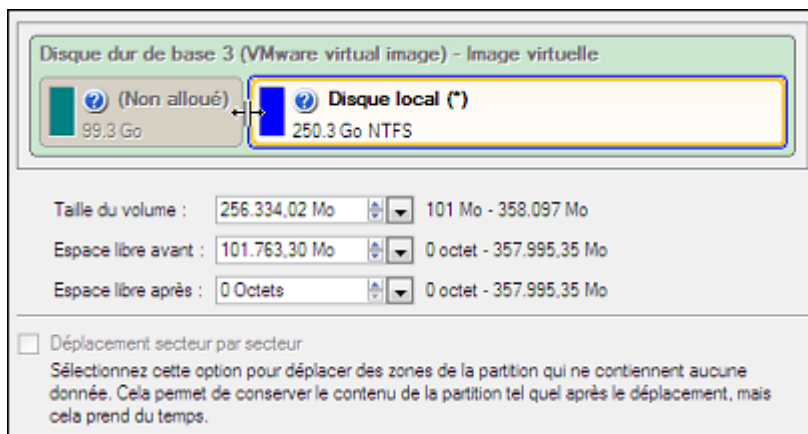 Disque dur de base 3 (VMware virtual image) - Image virtuelle
(Non alloué) Disque local (*)
99.3 Go 250.3 Go NTFS
Taille du volume : 256.334,02 Mo 101 Mo - 358.097 Mo
Espace libre avant : 101.763,30 Mo 0 octet - 357.995,35 Mo
Espace libre après : 0 Octets 0 octet - 357.995,35 Mo
Déplacement secteur par secteur
Sélectionnez cette option pour déplacer des zones de la partition qui ne contiennent aucune
donnée. Cela permet de conserver le contenu de la partition tel quel après le déplacement, mais
cela prend du temps.